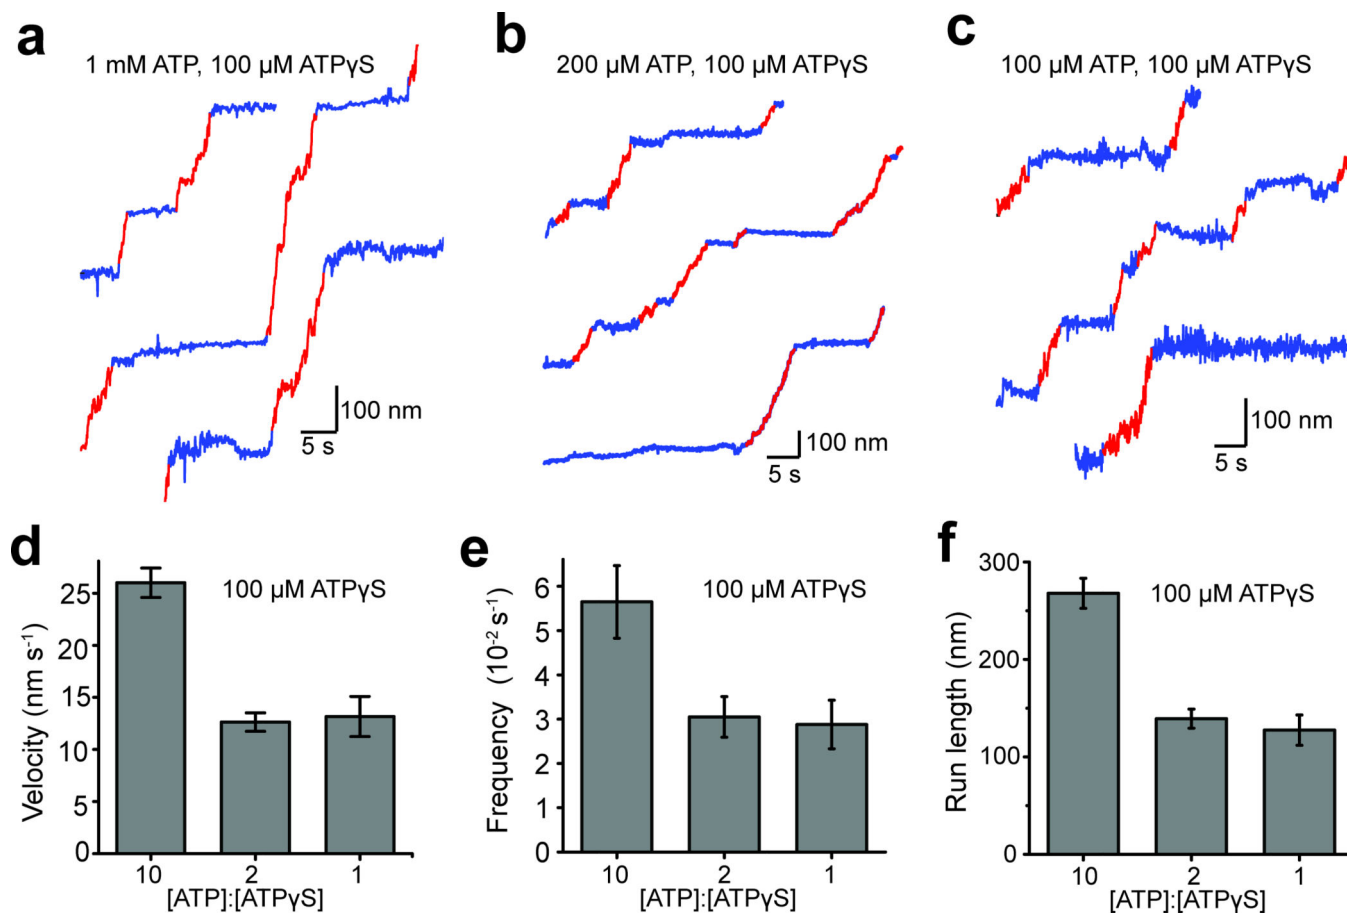 a
1 mM ATP, 100 µM ATPγS
100 nm
5 s
b
200 µM ATP, 100 µM ATPγS
100 nm
5 s
c
100 µM ATP, 100 µM ATPγS
100 nm
5 s
d
100 µM ATPγS
Velocity (nm s⁻¹)
25
20
15
10
5
0
10 2 1
[ATP]:[ATPγS]
e
100 µM ATPγS
Frequency (10⁻² s⁻¹)
6
5
4
3
2
1
0
10 2 1
[ATP]:[ATPγS]
f
100 µM ATPγS
Run length (nm)
300
200
100
0
10 2 1
[ATP]:[ATPγS]